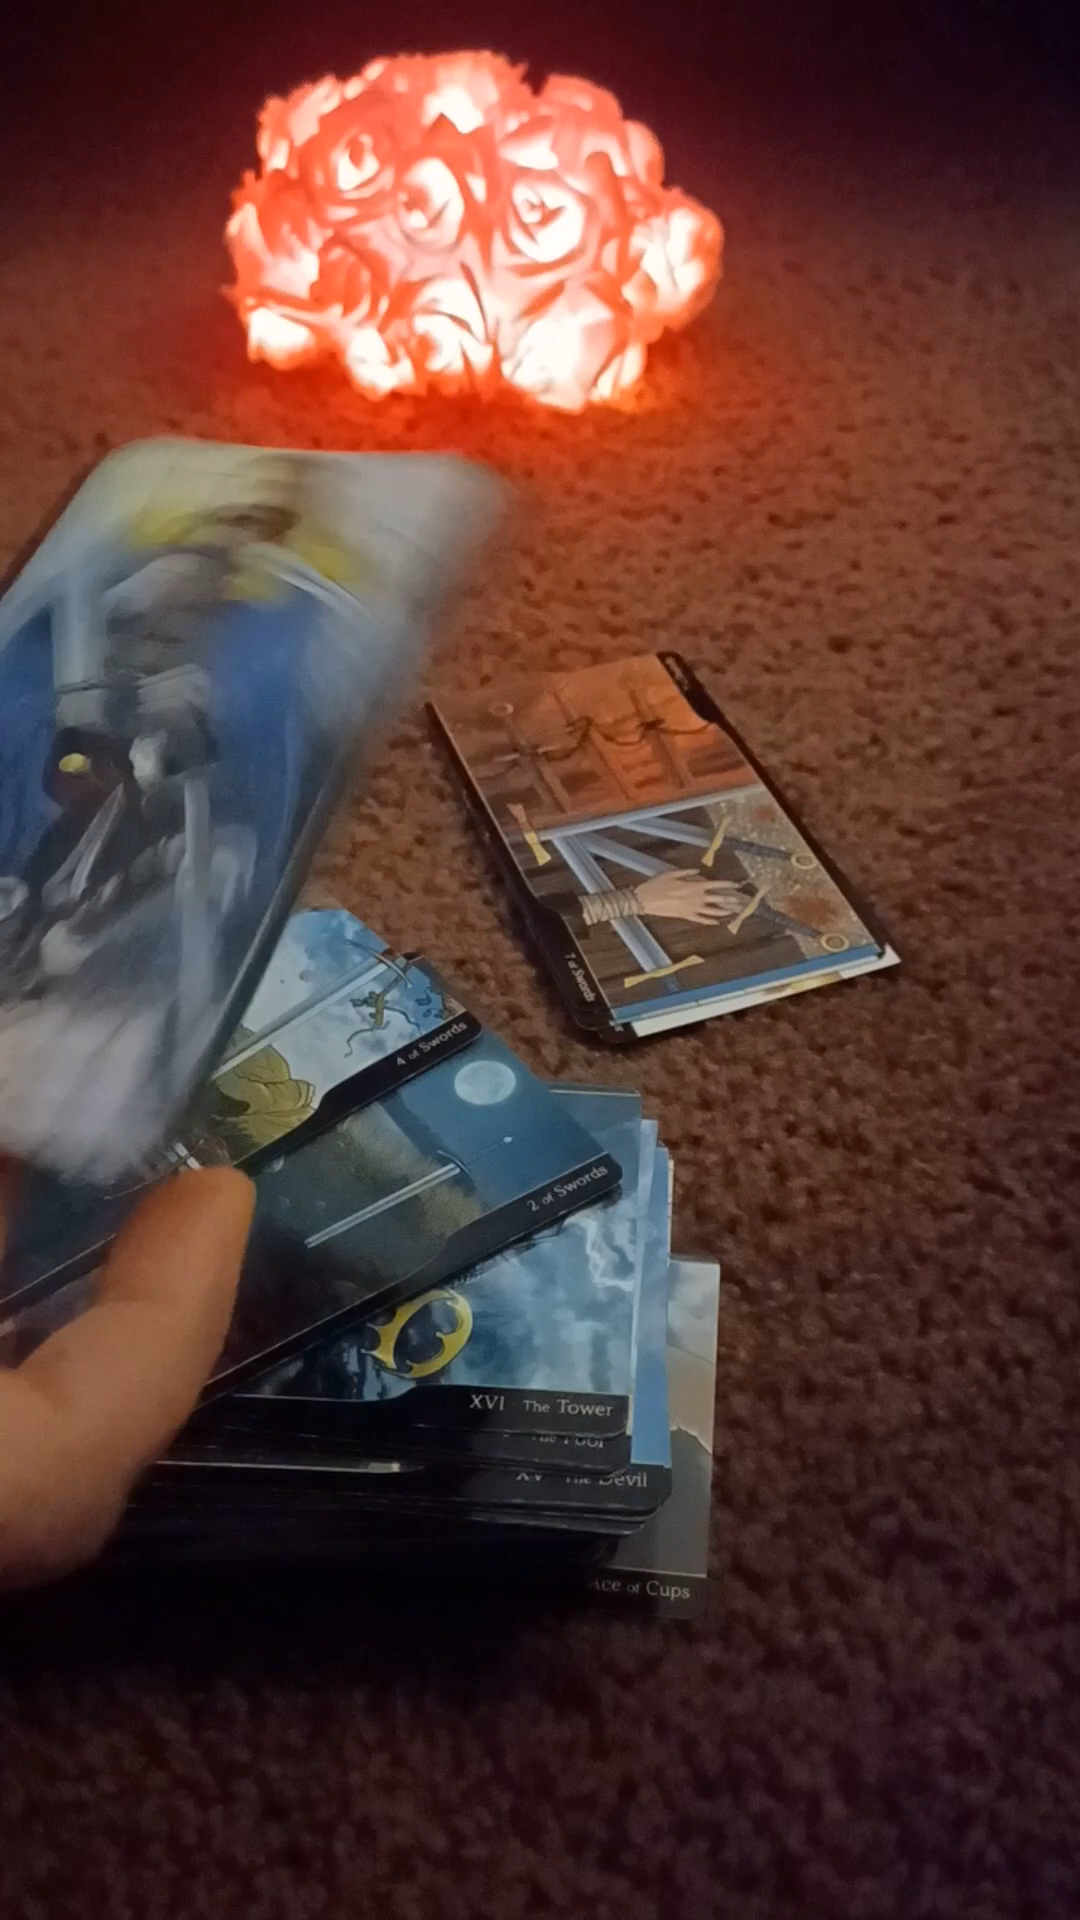 7 of Swords
4 of Swords
2 of Swords
XVI · The Tower
The Fool
XV · The Devil
Ace of Cups